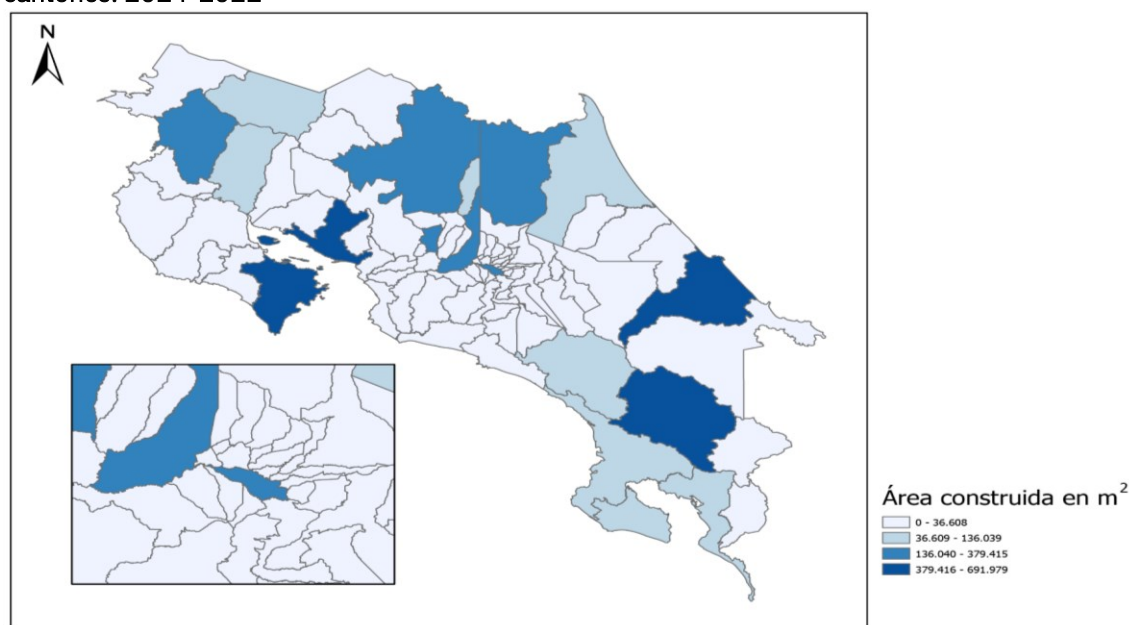 cantones. 2021-2022
N
Área construida en m²
0 - 36.608
36.609 - 136.039
136.040 - 379.415
379.416 - 691.979